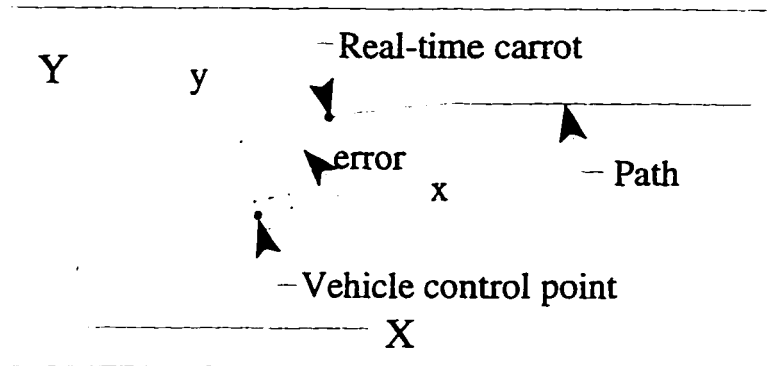 Real-time carrot
Y
y
error
x
Path
Vehicle control point
X